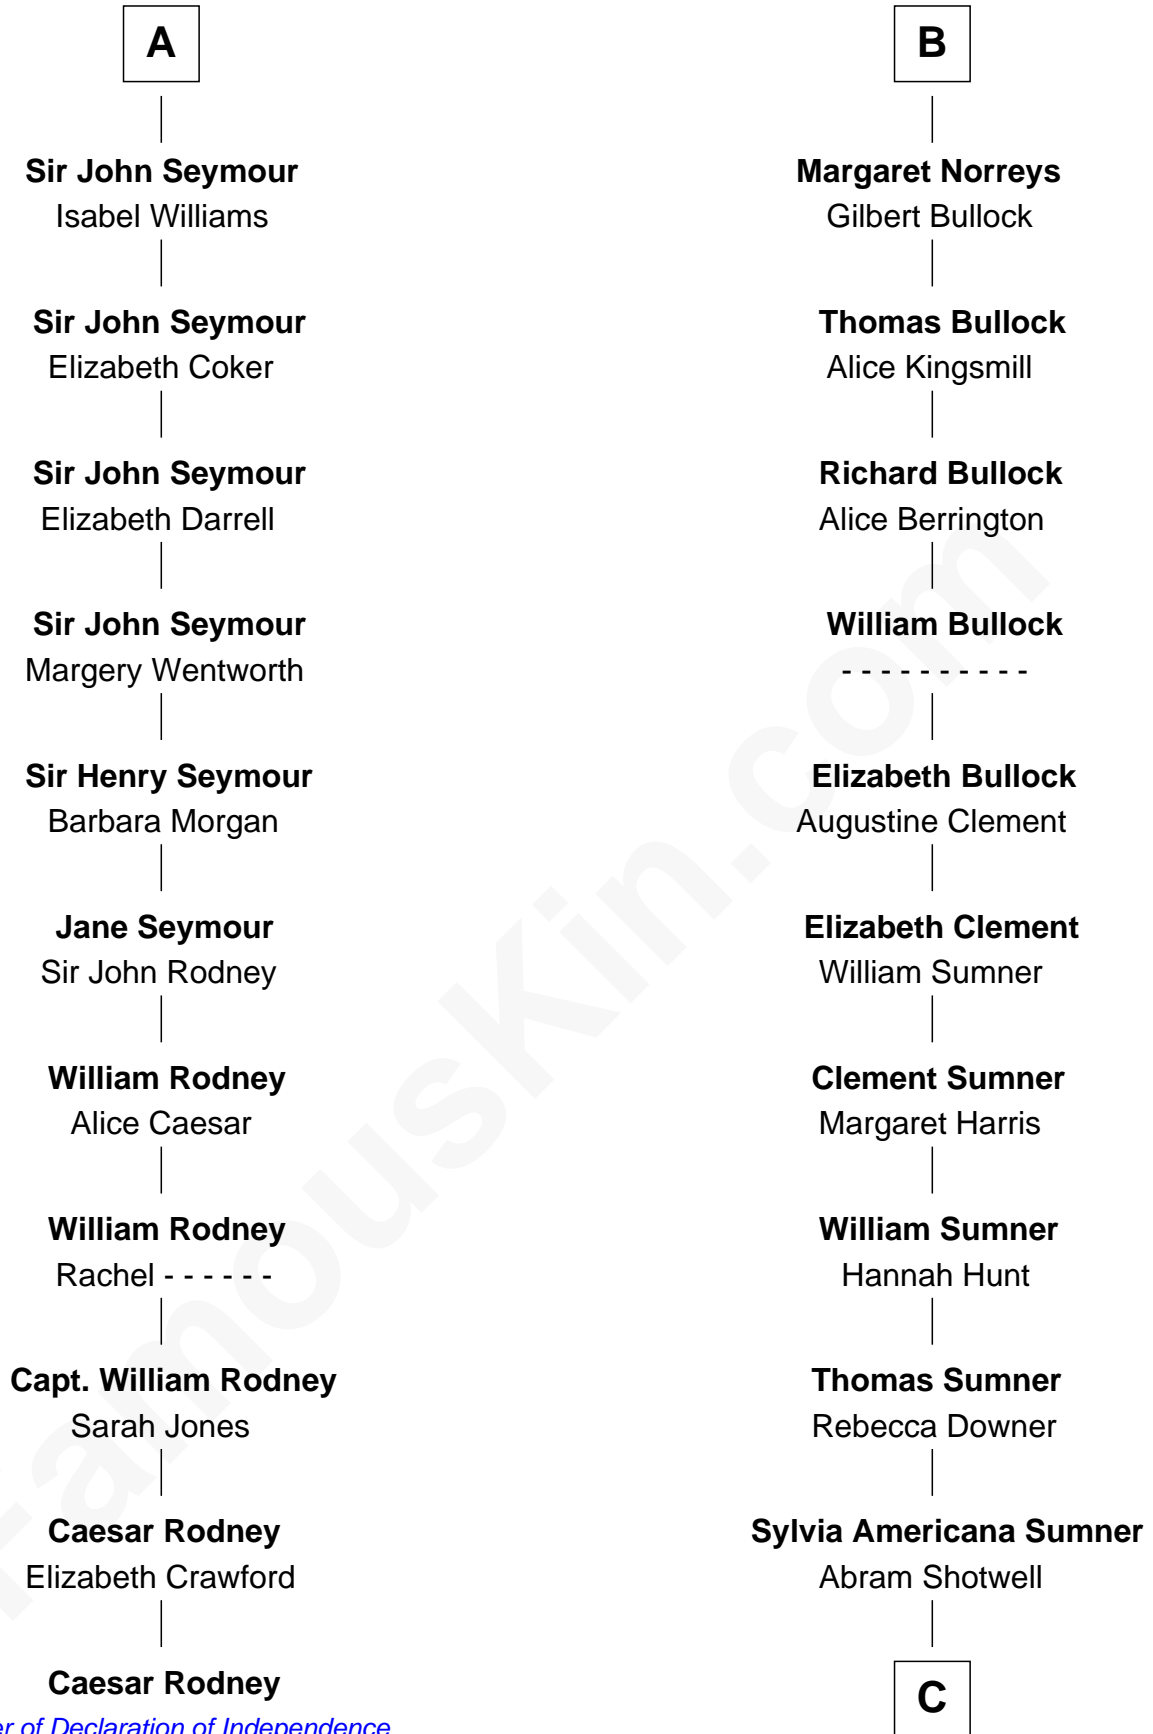 A
Sir John Seymour
Isabel Williams
Sir John Seymour
Elizabeth Coker
Sir John Seymour
Elizabeth Darrell
Sir John Seymour
Margery Wentworth
Sir Henry Seymour
Barbara Morgan
Jane Seymour
Sir John Rodney
William Rodney
Alice Caesar
William Rodney
Rachel - - - - - -
Capt. William Rodney
Sarah Jones
Caesar Rodney
Elizabeth Crawford
Caesar Rodney
of Declaration of Independence
B
Margaret Norreys
Gilbert Bullock
Thomas Bullock
Alice Kingsmill
Richard Bullock
Alice Berrington
William Bullock
- - - - - - - - - -
Elizabeth Bullock
Augustine Clement
Elizabeth Clement
William Sumner
Clement Sumner
Margaret Harris
William Sumner
Hannah Hunt
Thomas Sumner
Rebecca Downer
Sylvia Americana Sumner
Abram Shotwell
C
FamousKin.com